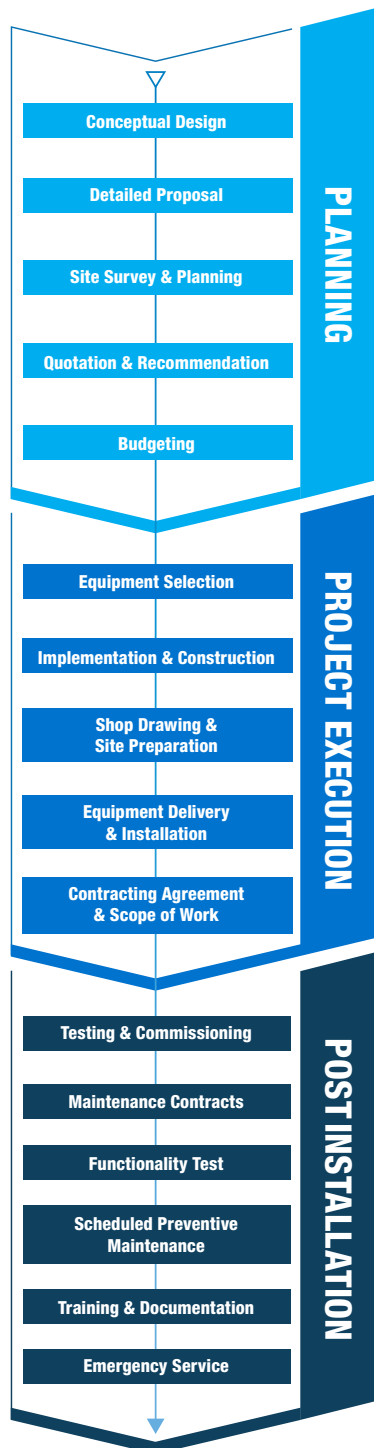 PLANNING
Conceptual Design
Detailed Proposal
Site Survey & Planning
Quotation & Recommendation
Budgeting
PROJECT EXECUTION
Equipment Selection
Implementation & Construction
Shop Drawing &
Site Preparation
Equipment Delivery
& Installation
Contracting Agreement
& Scope of Work
POST INSTALLATION
Testing & Commissioning
Maintenance Contracts
Functionality Test
Scheduled Preventive
Maintenance
Training & Documentation
Emergency Service